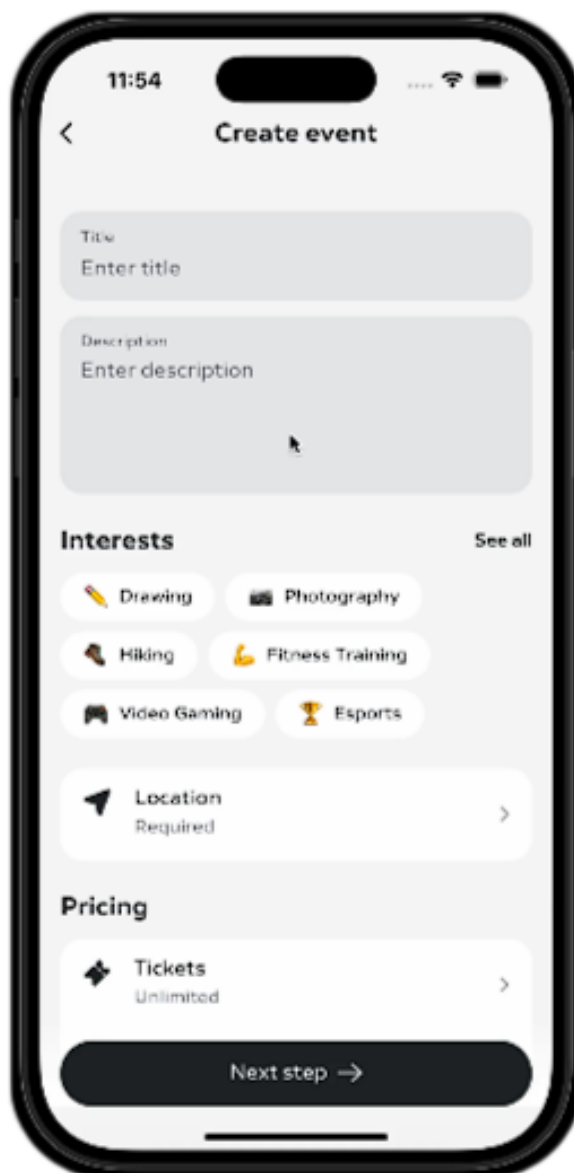 11:54
Create event
Title
Enter title
Description
Enter description
Interests See all
Drawing Photography
Hiking Fitness Training
Video Gaming Esports
Location
Required
Pricing
Tickets
Unlimited
Next step →